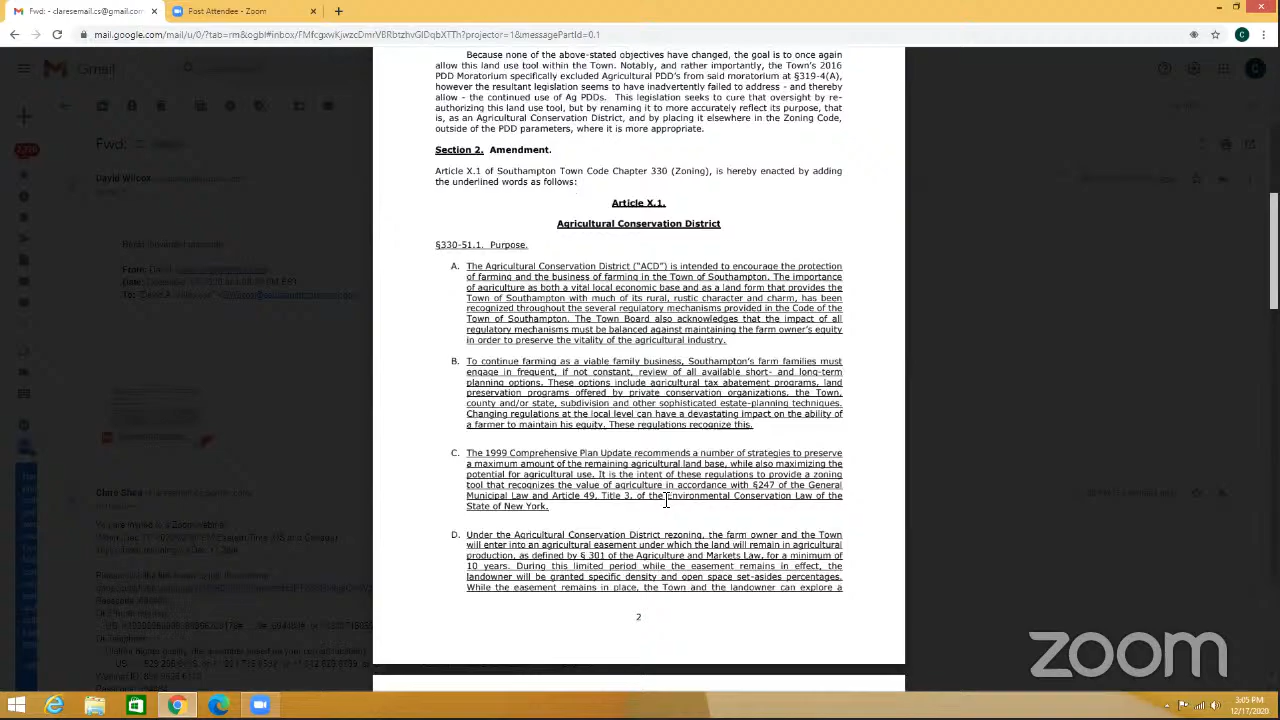 Fwd: - claresemail.cs@gmail.com
Post Attendee - Zoom
mail.google.com/mail/u/0/?tab=rm&ogbl#inbox/FMfcgxwKjwzcDmrVBRbtzhvGlDqbXTTh?projector=1&messagePartId=0.1
Because none of the above-stated objectives have changed, the goal is to once again
allow this land use tool within the Town. Notably, and rather importantly, the Town's 2016
PDD Moratorium specifically excluded Agricultural PDD's from said moratorium at §319-4(A),
however the resultant legislation seems to have inadvertently failed to address - and thereby
allow - the continued use of Ag PDDs. This legislation seeks to cure that oversight by re-
authorizing this land use tool, but by renaming it to more accurately reflect its purpose, that
is, as an Agricultural Conservation District, and by placing it elsewhere in the Zoning Code,
outside of the PDD parameters, where it is more appropriate.
Section 2. Amendment.
Article X.1 of Southampton Town Code Chapter 330 (Zoning), is hereby enacted by adding
the underlined words as follows:
Article X.1.
Agricultural Conservation District
§330-51.1. Purpose.
A. The Agricultural Conservation District ("ACD") is intended to encourage the protection
of farming and the business of farming in the Town of Southampton. The importance
of agriculture as both a vital local economic base and as a land form that provides the
Town of Southampton with much of its rural, rustic character and charm, has been
recognized throughout the several regulatory mechanisms provided in the Code of the
Town of Southampton. The Town Board also acknowledges that the impact of all
regulatory mechanisms must be balanced against maintaining the farm owner's equity
in order to preserve the vitality of the agricultural industry.
B. To continue farming as a viable family business, Southampton's farm families must
engage in frequent, if not constant, review of all available short- and long-term
planning options. These options include agricultural tax abatement programs, land
preservation programs offered by private conservation organizations, the Town,
county and/or state, subdivision and other sophisticated estate-planning techniques.
Changing regulations at the local level can have a devastating impact on the ability of
a farmer to maintain his equity. These regulations recognize this.
C. The 1999 Comprehensive Plan Update recommends a number of strategies to preserve
a maximum amount of the remaining agricultural land base, while also maximizing the
potential for agricultural use. It is the intent of these regulations to provide a zoning
tool that recognizes the value of agriculture in accordance with §247 of the General
Municipal Law and Article 49, Title 3, of the Environmental Conservation Law of the
State of New York.
D. Under the Agricultural Conservation District rezoning, the farm owner and the Town
will enter into an agricultural easement under which the land will remain in agricultural
production, as defined by § 301 of the Agriculture and Markets Law, for a minimum of
10 years. During this limited period while the easement remains in effect, the
landowner will be granted specific density and open space set-asides percentages.
While the easement remains in place, the Town and the landowner can explore a
2
Gmail
Fwd:
David Wilcox
From: David
Clare Shea
zoom
3:05 PM
12/17/2020